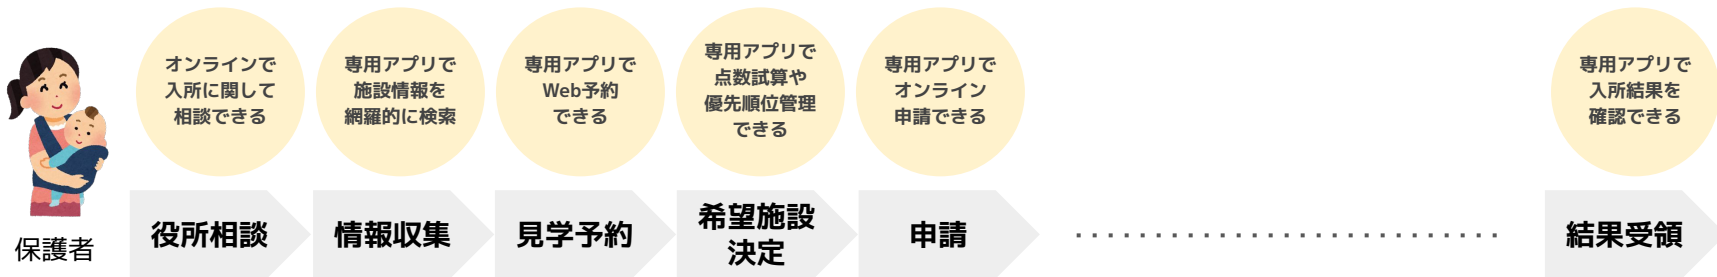 オンラインで
入所に関して
相談できる
専用アプリで
施設情報を
網羅的に検索
専用アプリで
Web予約
できる
専用アプリで
点数試算や
優先順位管理
できる
専用アプリで
オンライン
申請できる
専用アプリで
入所結果を
確認できる
保護者
役所相談
情報収集
見学予約
希望施設
決定
申請
結果受領